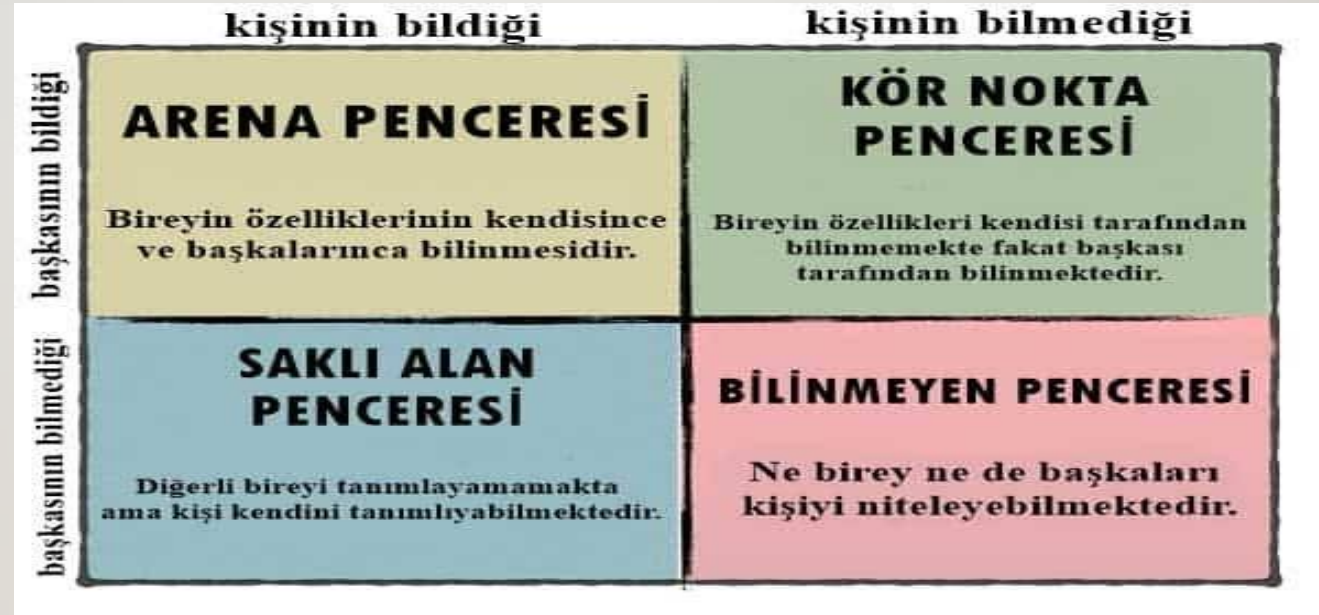 kişinin bildiği
kişinin bilmediği
başkasının bildiği
ARENA PENCERESİ
Bireyin özelliklerinin kendisince
ve başkalarınca bilinmesidir.
KÖR NOKTA
PENCERESİ
Bireyin özellikleri kendisi tarafından
bilinmemekte fakat başkası
tarafından bilinmektedir.
başkasının bilmediği
SAKLI ALAN
PENCERESİ
Diğerli bireyi tanımlayamamakta
ama kişi kendini tanımlıyabilmektedir.
BİLİNMEYEN PENCERESİ
Ne birey ne de başkaları
kişiyi niteleyebilmektedir.